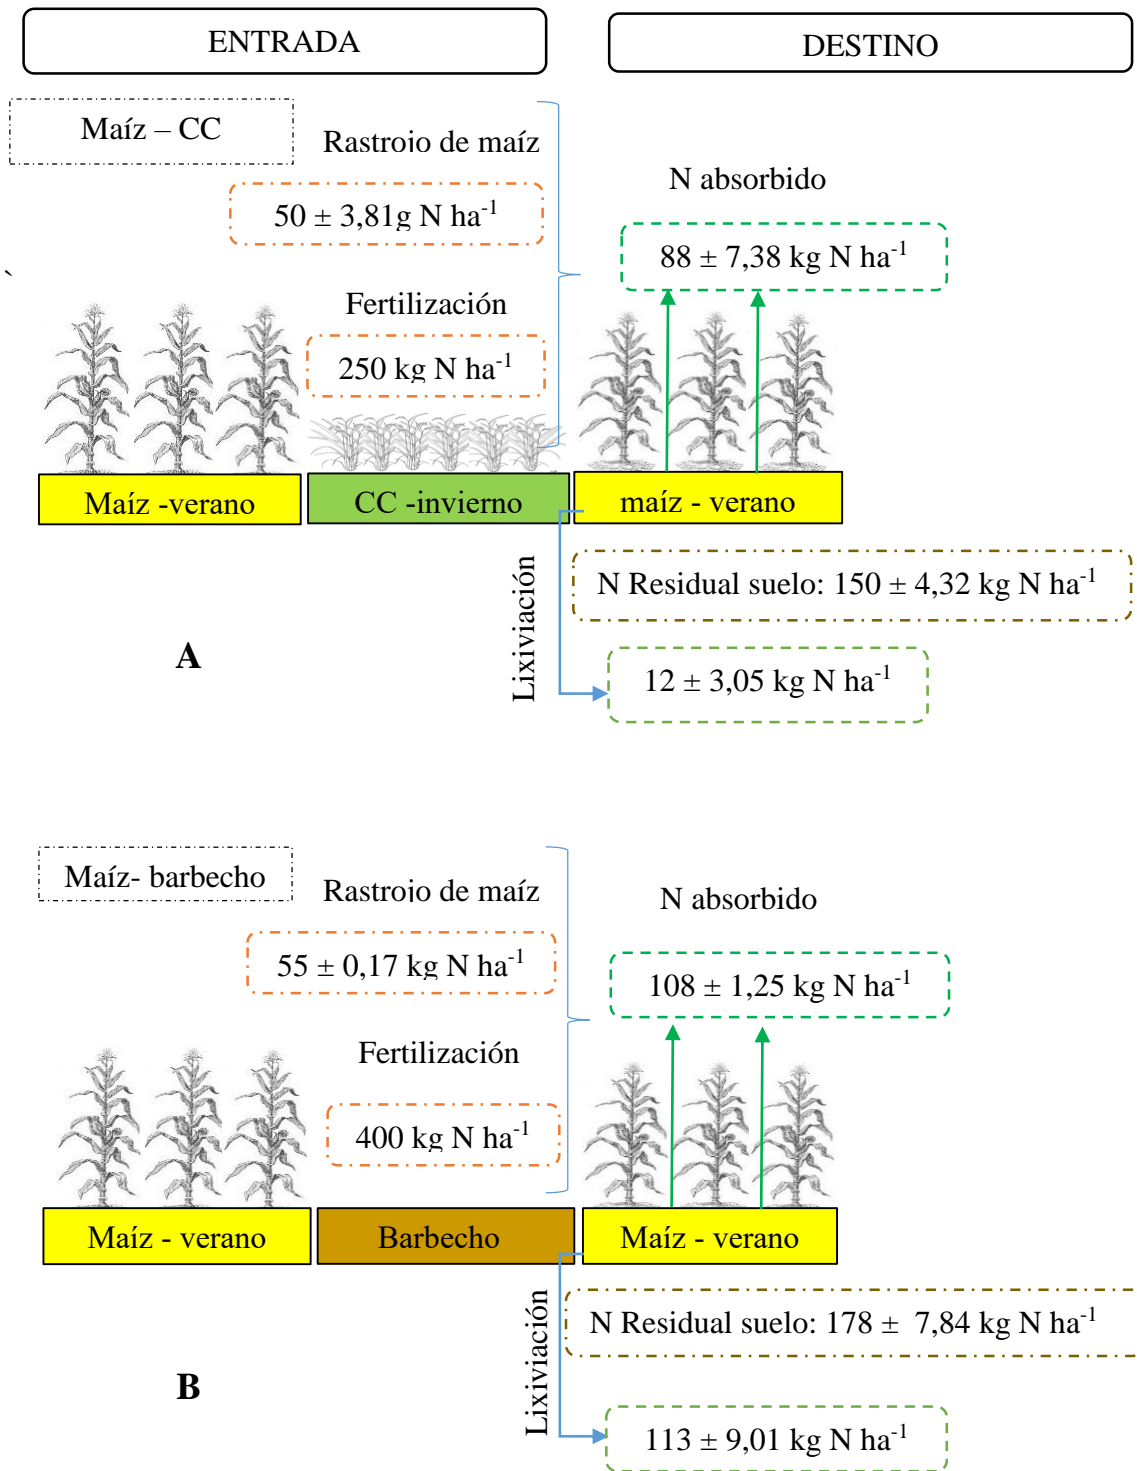 ENTRADA
DESTINO
Maíz – CC
Rastrojo de maíz
50 ± 3,81g N ha⁻¹
N absorbido
88 ± 7,38 kg N ha⁻¹
`
Fertilización
250 kg N ha⁻¹
Maíz -verano
CC -invierno
maíz - verano
Lixiviación
N Residual suelo: 150 ± 4,32 kg N ha⁻¹
A
12 ± 3,05 kg N ha⁻¹
Maíz- barbecho
Rastrojo de maíz
N absorbido
55 ± 0,17 kg N ha⁻¹
108 ± 1,25 kg N ha⁻¹
Fertilización
400 kg N ha⁻¹
Maíz - verano
Barbecho
Maíz - verano
Lixiviación
N Residual suelo: 178 ± 7,84 kg N ha⁻¹
B
113 ± 9,01 kg N ha⁻¹